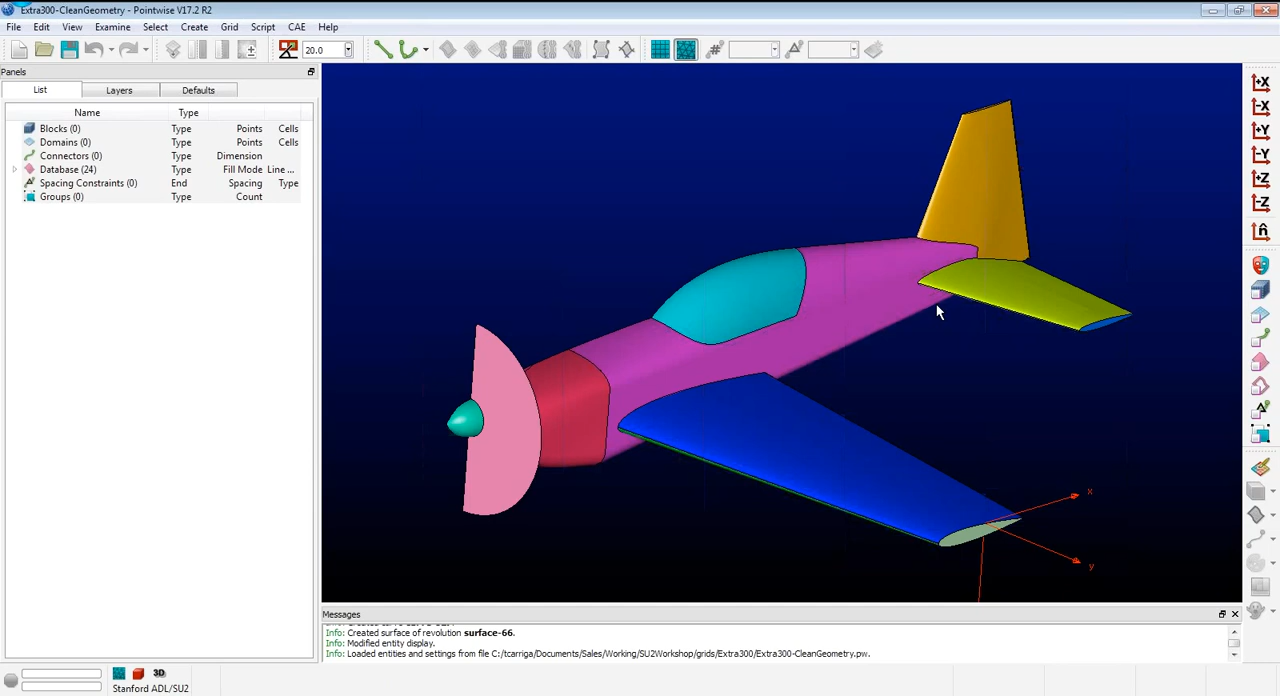 Extra300-CleanGeometry - Pointwise V17.2 R2
File Edit View Examine Select Create Grid Script CAE Help
20.0
Panels
List Layers Defaults
Name Type
Blocks (0) Type Points Cells
Domains (0) Type Points Cells
Connectors (0) Type Dimension
Database (24) Type Fill Mode Line ...
Spacing Constraints (0) End Spacing Type
Groups (0) Type Count
+X
-X
+Y
-Y
+Z
-Z
n̂
x
y
Messages
Info: Created surface of revolution surface-66.
Info: Modified entity display.
Info: Loaded entities and settings from file C:/tcarriga/Documents/Sales/Working/SU2Workshop/grids/Extra300/Extra300-CleanGeometry.pw.
3D
Stanford ADL/SU2